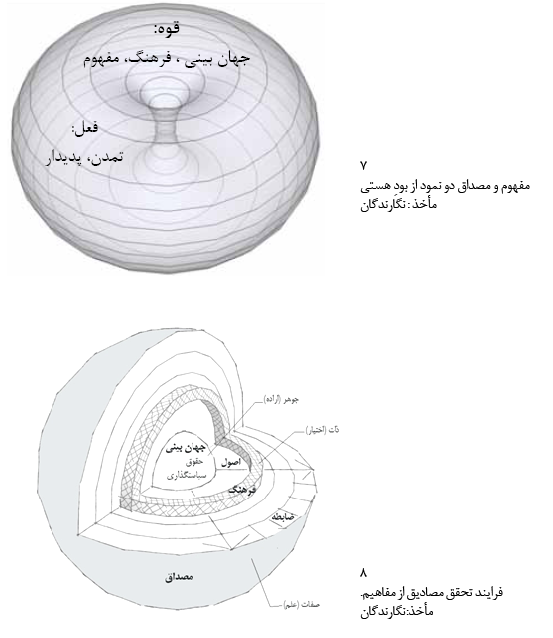 قوه:
جهان بینی ، فرهنگ، مفهوم
فعل:
تمدن، پدیدار
۷
مفهوم و مصداق دو نمود از بودِ هستی
مأخذ: نگارندگان
جوهر (اراده)
ذات (اختیار)
جهان بینی
حقوق
سیاستگذاری
اصول
فرهنگ
ضابطه
مصداق
صفات (علم)
۸
فرایند تحقق مصادیق از مفاهیم.
مأخذ:نگارندگان